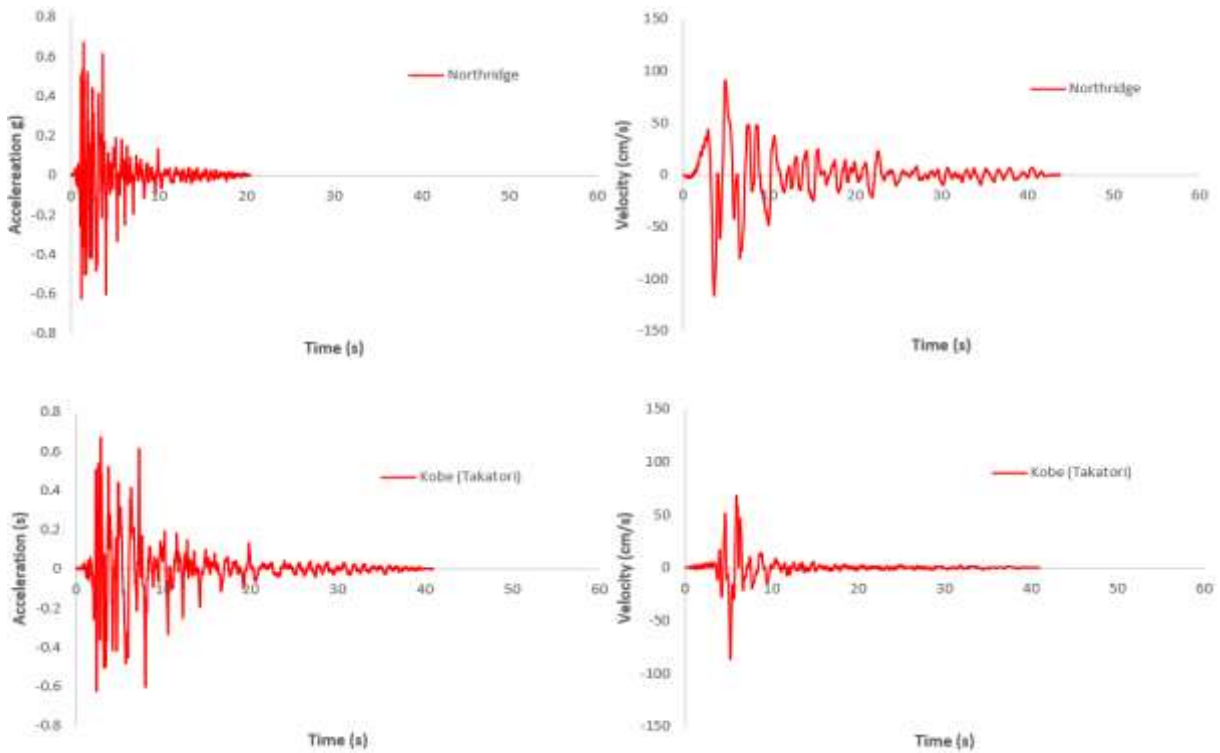 0.8
0.6
0.4
0.2
0
-0.2
-0.4
-0.6
-0.8
0 10 20 30 40 50 60
Accelereation g)
Time (s)
Northridge
150
100
50
0
-50
-100
-150
0 10 20 30 40 50 60
Velocity (cm/s)
Time (s)
Northridge
0.8
0.6
0.4
0.2
0
-0.2
-0.4
-0.6
-0.8
0 10 20 30 40 50 60
Acceleration (s)
Time (s)
Kobe (Takatori)
150
100
50
0
-50
-100
-150
0 10 20 30 40 50 60
Velocity (cm/s)
Time (s)
Kobe (Takatori)